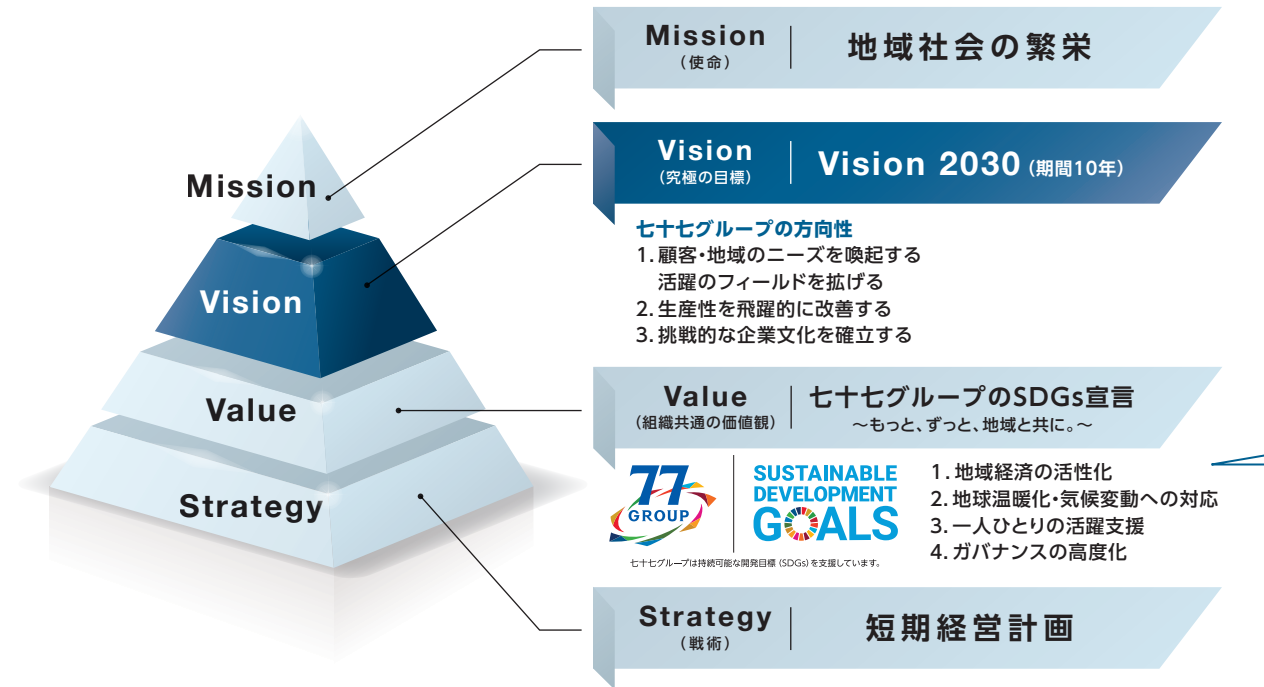 Mission
Vision
Value
Strategy
Mission
(使命)
地域社会の繁栄
Vision
(究極の目標)
Vision 2030 (期間10年)
七十七グループの方向性
1. 顧客・地域のニーズを喚起する
活躍のフィールドを拡げる
2. 生産性を飛躍的に改善する
3. 挑戦的な企業文化を確立する
Value
(組織共通の価値観)
七十七グループのSDGs宣言
~もっと、ずっと、地域と共に。~
77
GROUP
SUSTAINABLE
DEVELOPMENT
GOALS
七十七グループは持続可能な開発目標(SDGs)を支援しています。
1. 地域経済の活性化
2. 地球温暖化・気候変動への対応
3. 一人ひとりの活躍支援
4. ガバナンスの高度化
Strategy
(戦術)
短期経営計画